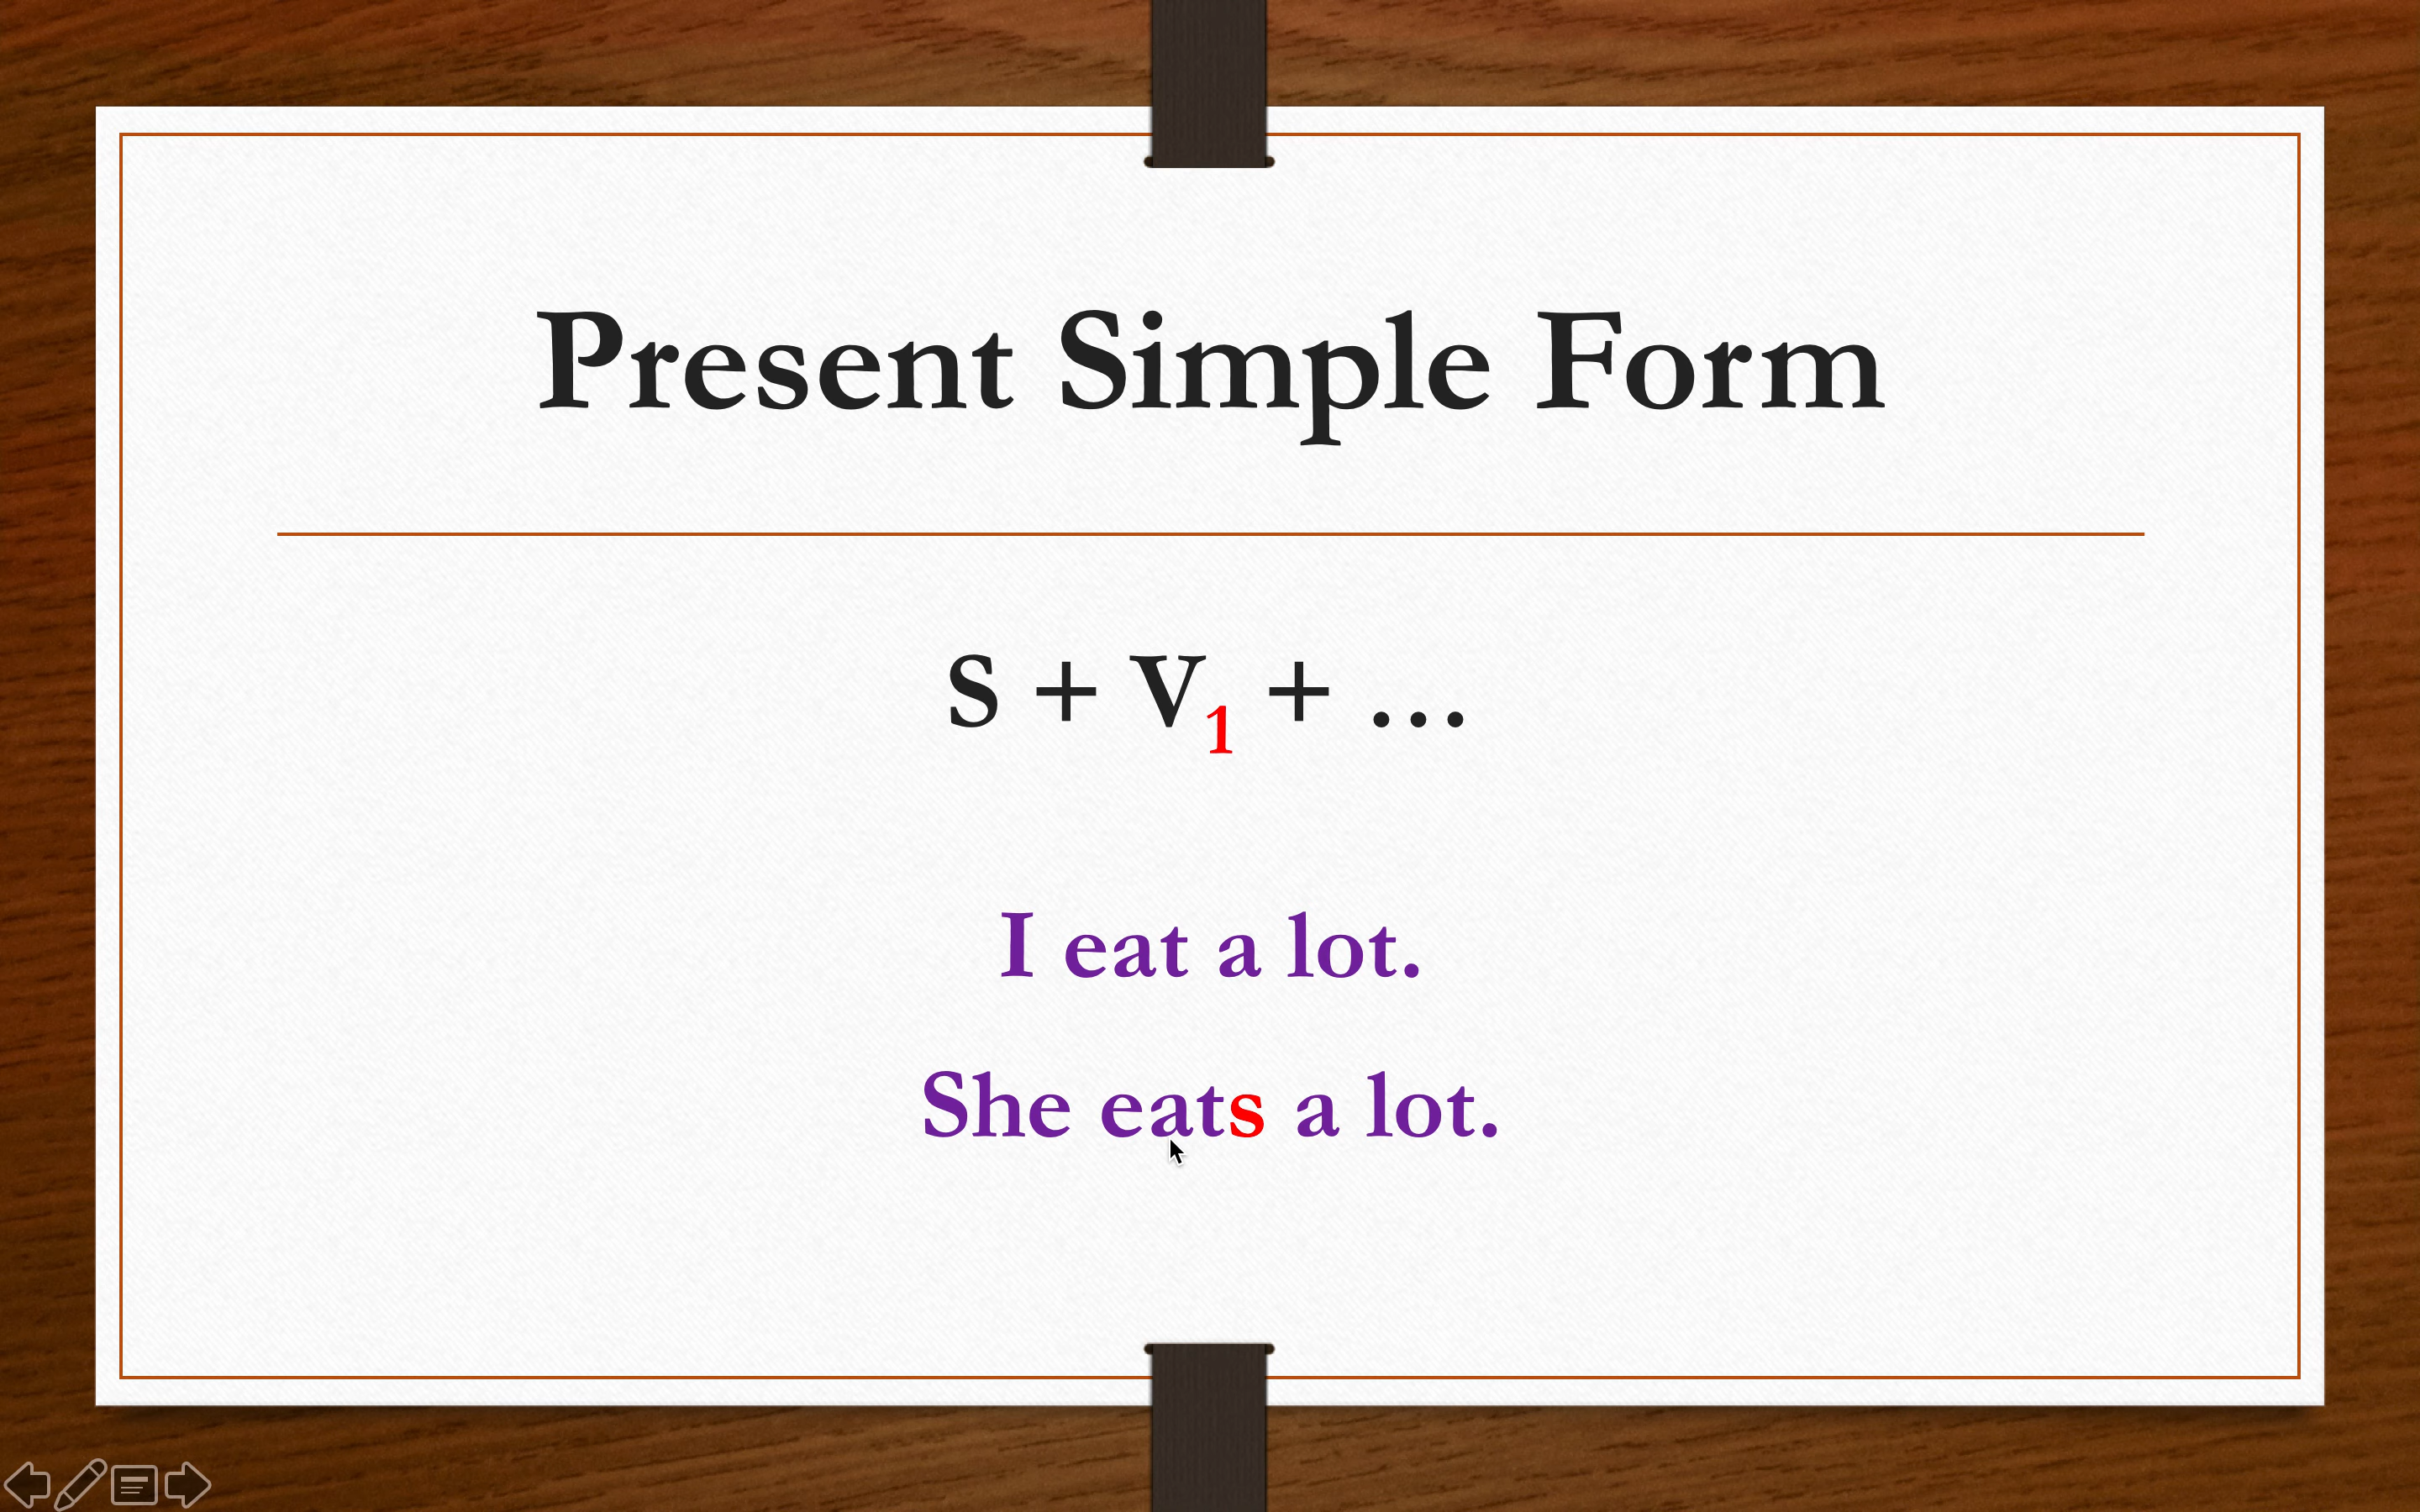 Present Simple Form
S + V₁ + …
I eat a lot.
She eats a lot.